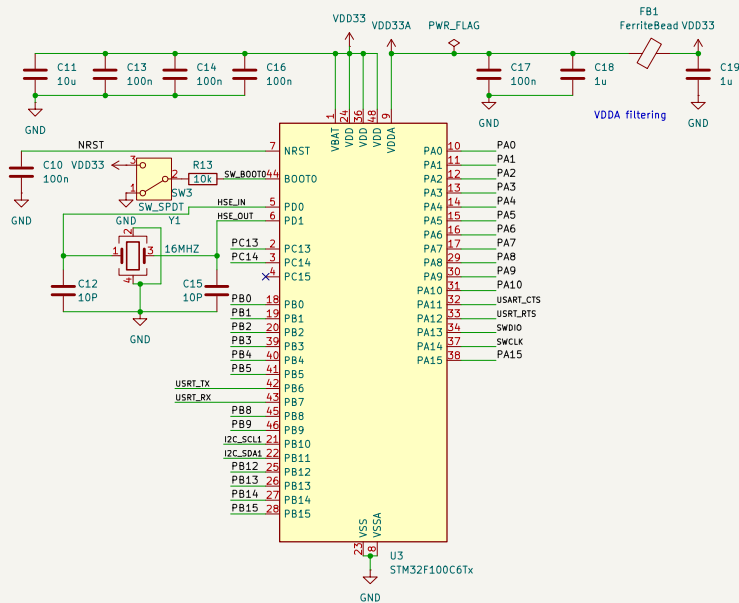 FB1
FerriteBead
VDD33
VDD33A
PWR_FLAG
VDD33
C11
10u
C13
100n
C14
100n
C16
100n
C17
100n
C18
1u
C19
1u
GND
GND
GND
VDDA filtering
1
24
36
48
9
VBAT
VDD
VDD
VDD
VDDA
NRST
7
NRST
C10
100n
VDD33
3
2
1
R13
10k
SW_BOOT0
44
BOOT0
SW3
SW_SPDT
GND
GND
Y1
HSE_IN
5
PD0
HSE_OUT
6
PD1
16MHZ
1
2
3
4
C12
10P
C15
10P
GND
PC13
2
PC13
PC14
3
PC14
4
PC15
PB0
18
PB0
PB1
19
PB1
PB2
20
PB2
PB3
39
PB3
PB4
40
PB4
PB5
41
PB5
USRT_TX
42
PB6
USRT_RX
43
PB7
PB8
45
PB8
PB9
46
PB9
I2C_SCL1
21
PB10
I2C_SDA1
22
PB11
PB12
25
PB12
PB13
26
PB13
PB14
27
PB14
PB15
28
PB15
PA0
10
PA0
PA1
11
PA1
PA2
12
PA2
PA3
13
PA3
PA4
14
PA4
PA5
15
PA5
PA6
16
PA6
PA7
17
PA7
PA8
29
PA8
PA9
30
PA9
PA10
31
PA10
PA11
32
USART_CTS
PA12
33
USRT_RTS
PA13
34
SWDIO
PA14
37
SWCLK
PA15
38
PA15
VSS
VSSA
23
8
U3
STM32F100C6Tx
GND